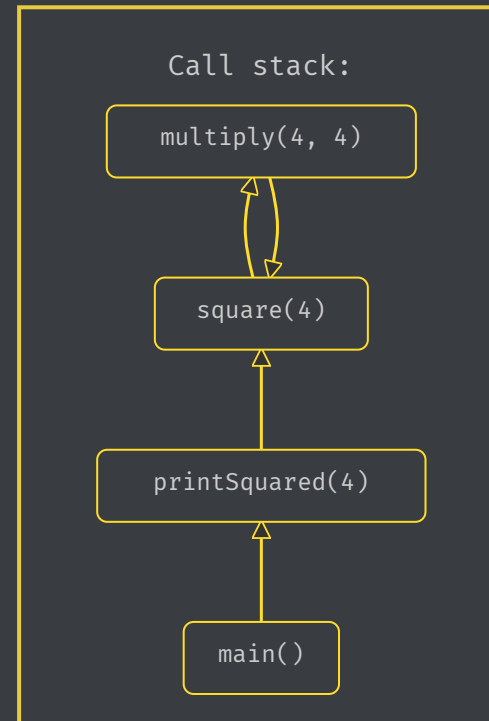 Call stack:
multiply(4, 4)
square(4)
printSquared(4)
main()